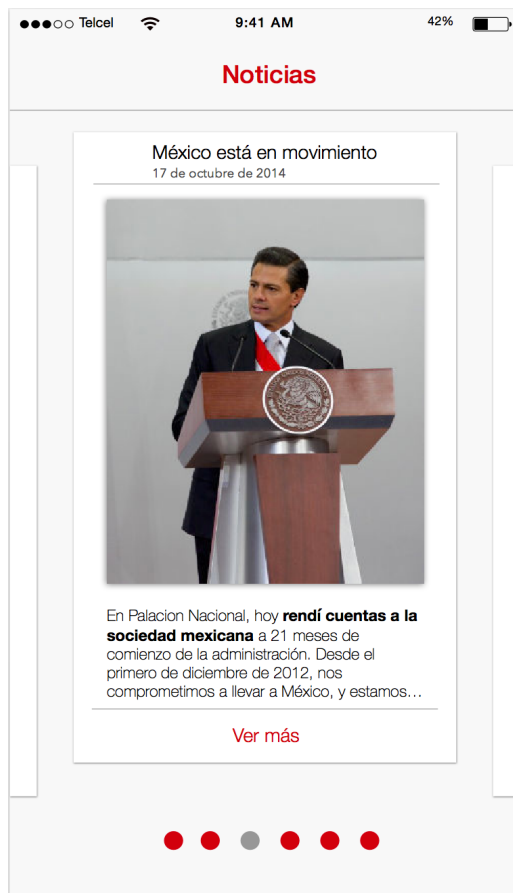 Telcel 9:41 AM 42%
Noticias
México está en movimiento
17 de octubre de 2014
En Palacion Nacional, hoy rendí cuentas a la
sociedad mexicana a 21 meses de
comienzo de la administración. Desde el
primero de diciembre de 2012, nos
comprometimos a llevar a México, y estamos...
Ver más